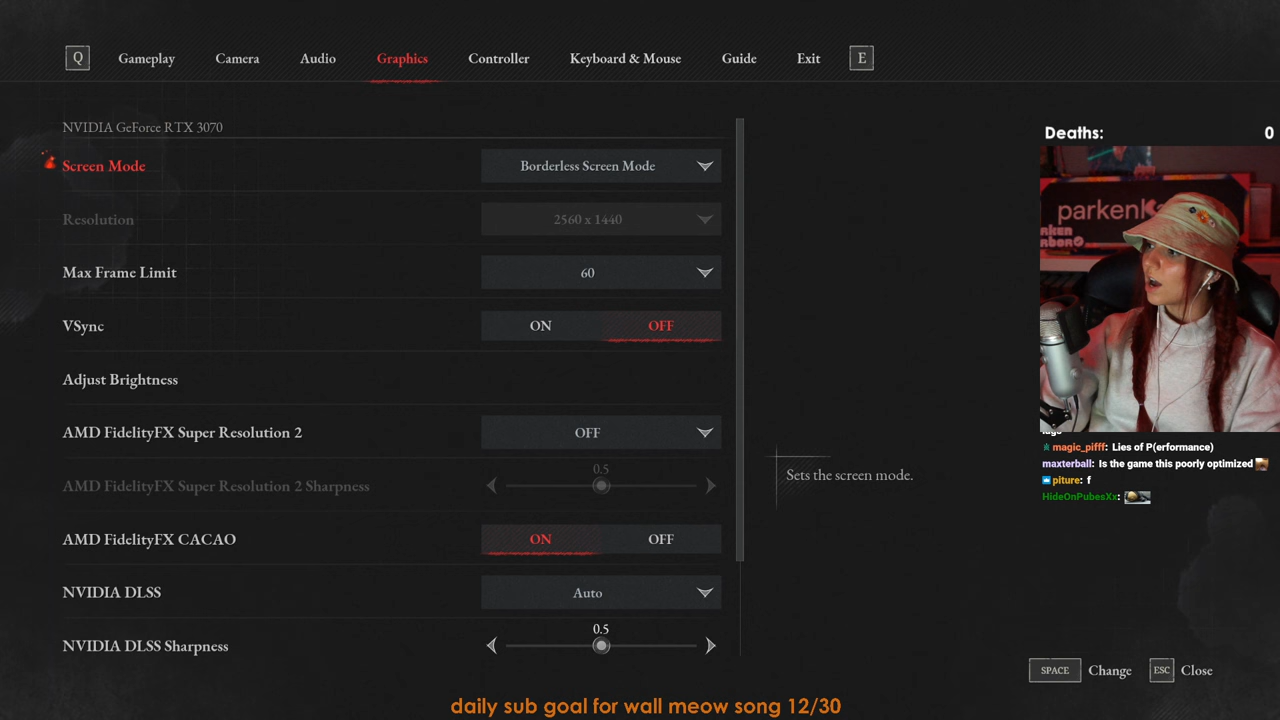 Q Gameplay Camera Audio Graphics Controller Keyboard & Mouse Guide Exit E
NVIDIA GeForce RTX 3070
Screen Mode Borderless Screen Mode
Resolution 2560 x 1440
Max Frame Limit 60
VSync ON OFF
Adjust Brightness
AMD FidelityFX Super Resolution 2 OFF
0.5
AMD FidelityFX Super Resolution 2 Sharpness
AMD FidelityFX CACAO ON OFF
NVIDIA DLSS Auto
0.5
NVIDIA DLSS Sharpness
Sets the screen mode.
Deaths: 0
magic_pifff: Lies of P(erformance)
maxterball: Is the game this poorly optimized
piture: f
HideOnPubesXx:
SPACE Change ESC Close
daily sub goal for wall meow song 12/30